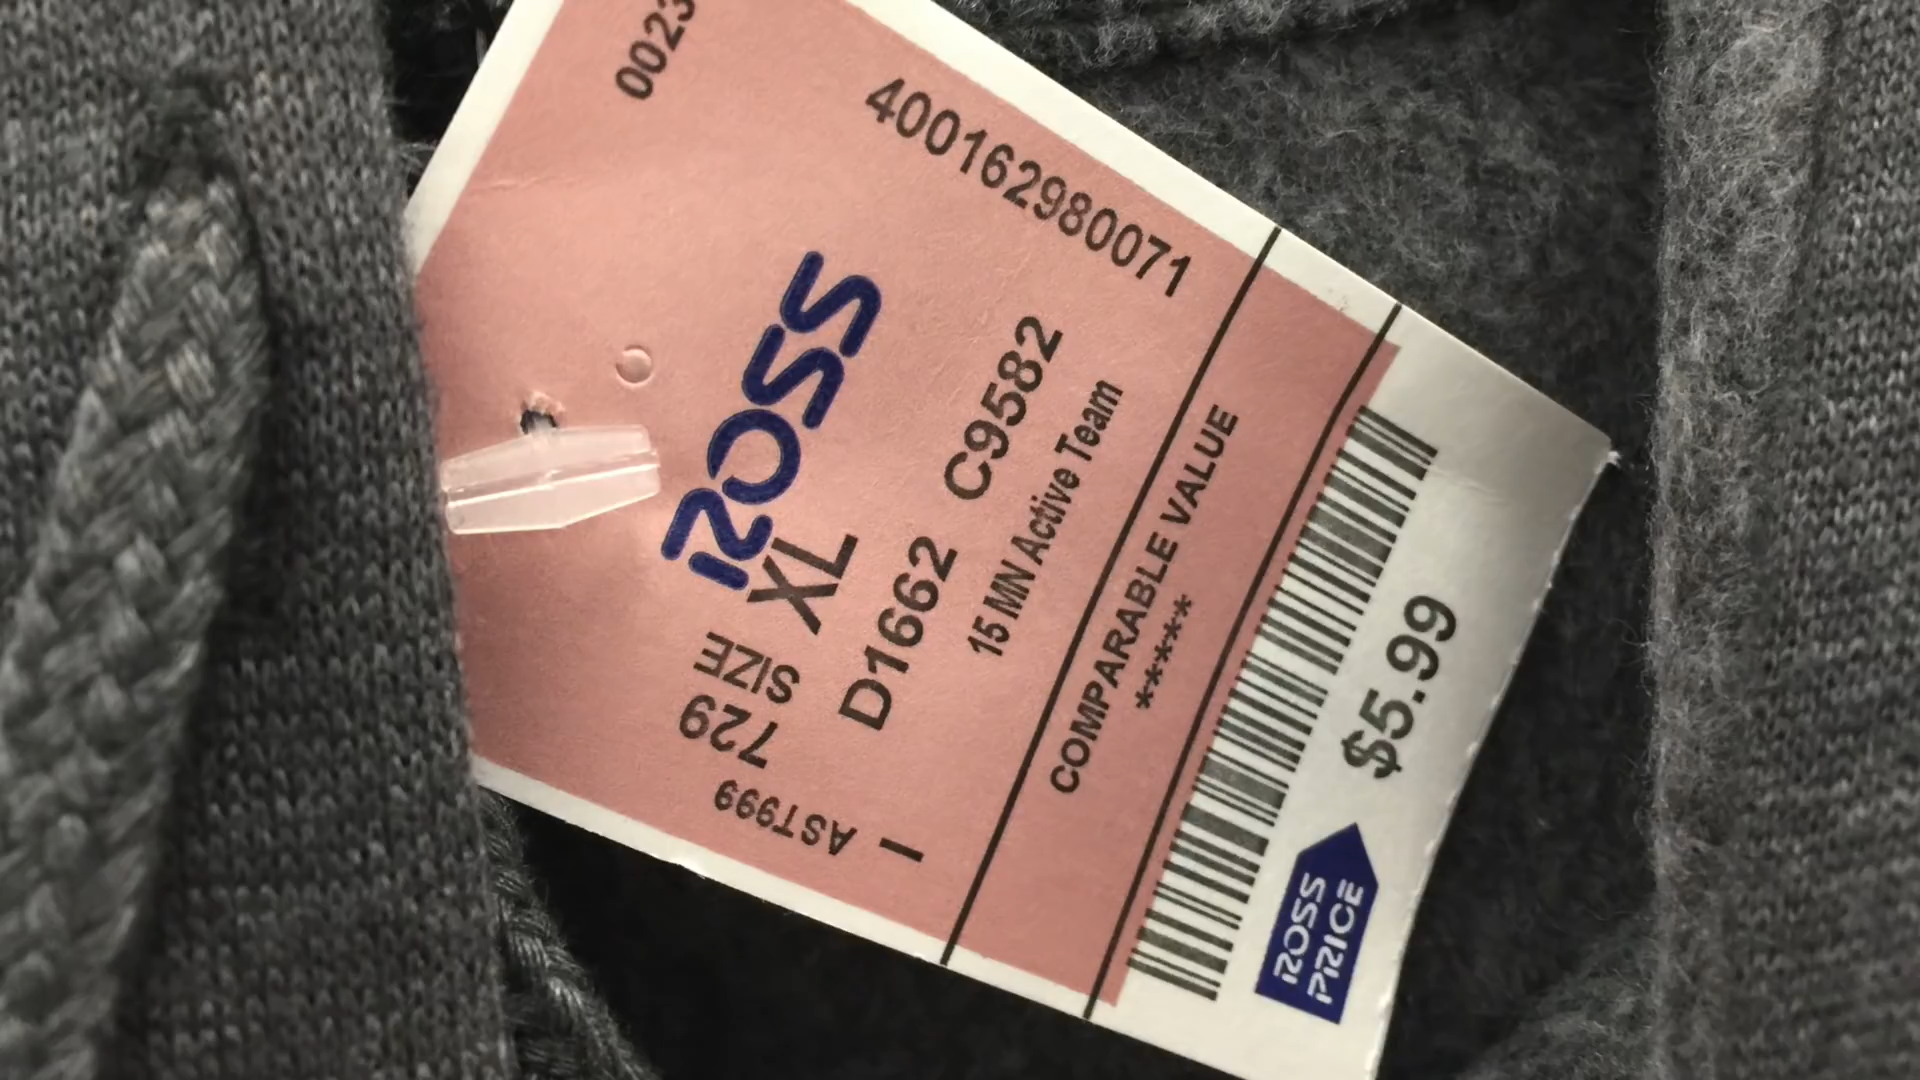 0023
400162980071
ROSS
AST999
729
SIZE
XL
D1662 C9582
15 MN Active Team
COMPARABLE VALUE
******
$5.99
ROSS
PRICE